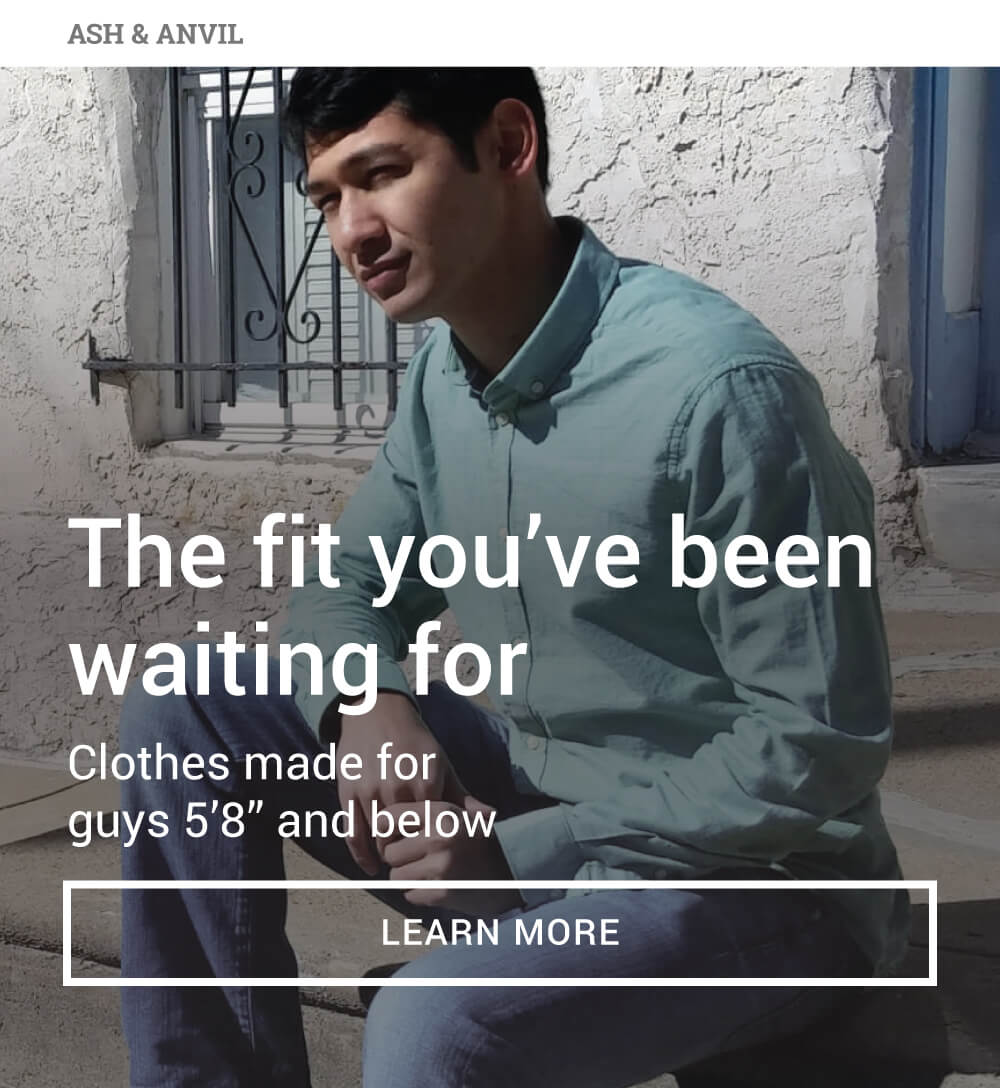 ASH & ANVIL
The fit you’ve been
waiting for
Clothes made for
guys 5’8” and below
LEARN MORE